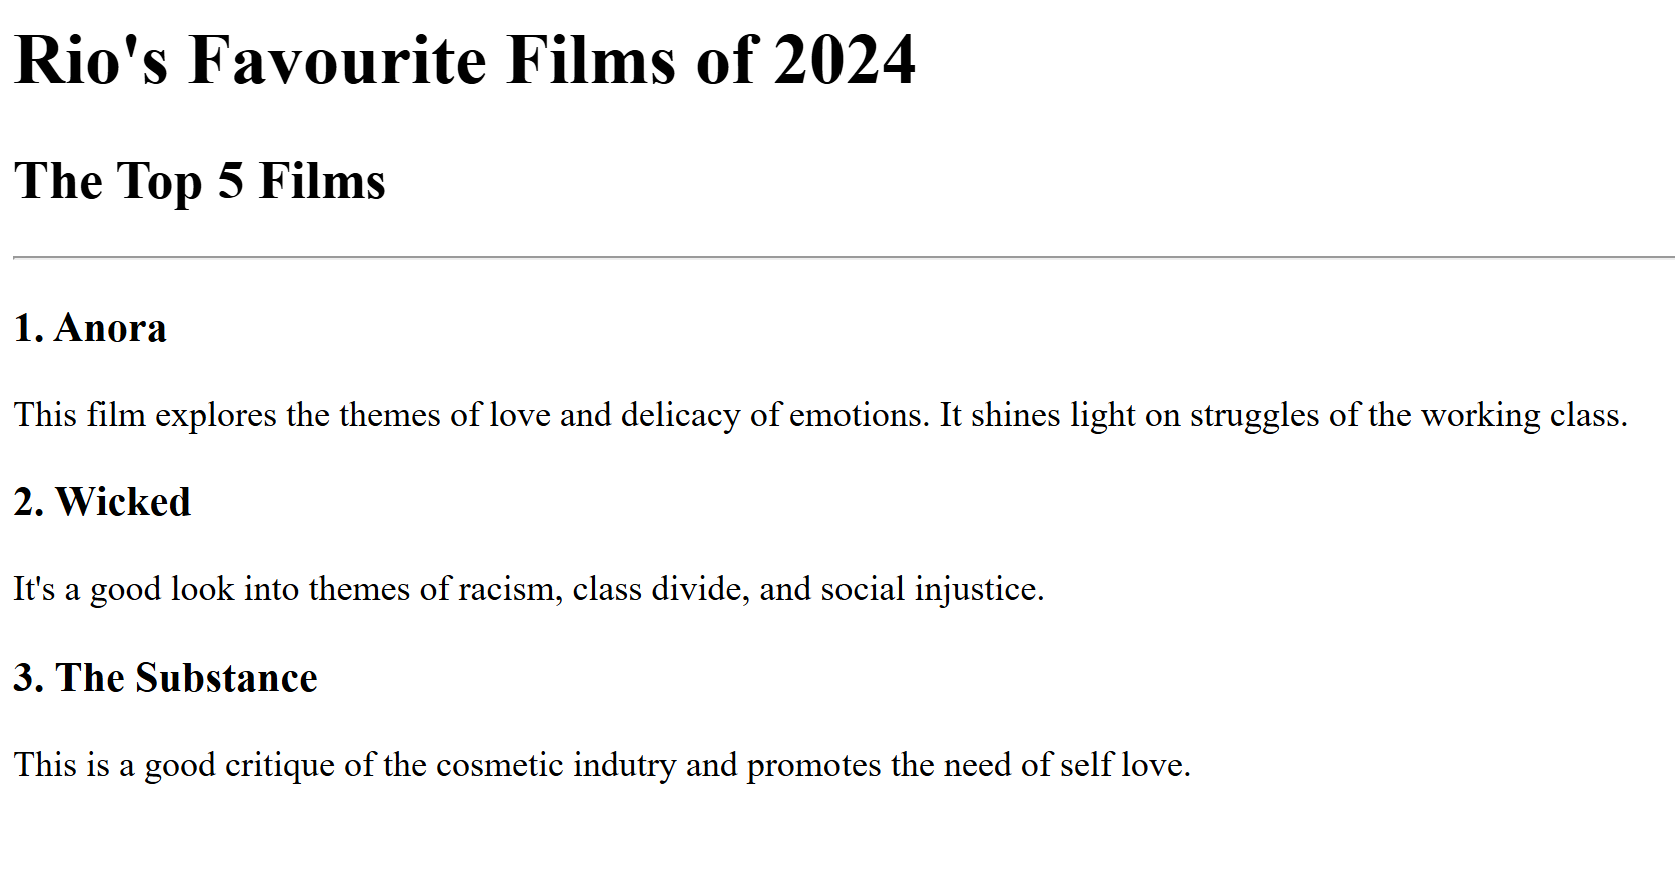 Rio's Favourite Films of 2024
The Top 5 Films
1. Anora
This film explores the themes of love and delicacy of emotions. It shines light on struggles of the working class.
2. Wicked
It's a good look into themes of racism, class divide, and social injustice.
3. The Substance
This is a good critique of the cosmetic indutry and promotes the need of self love.